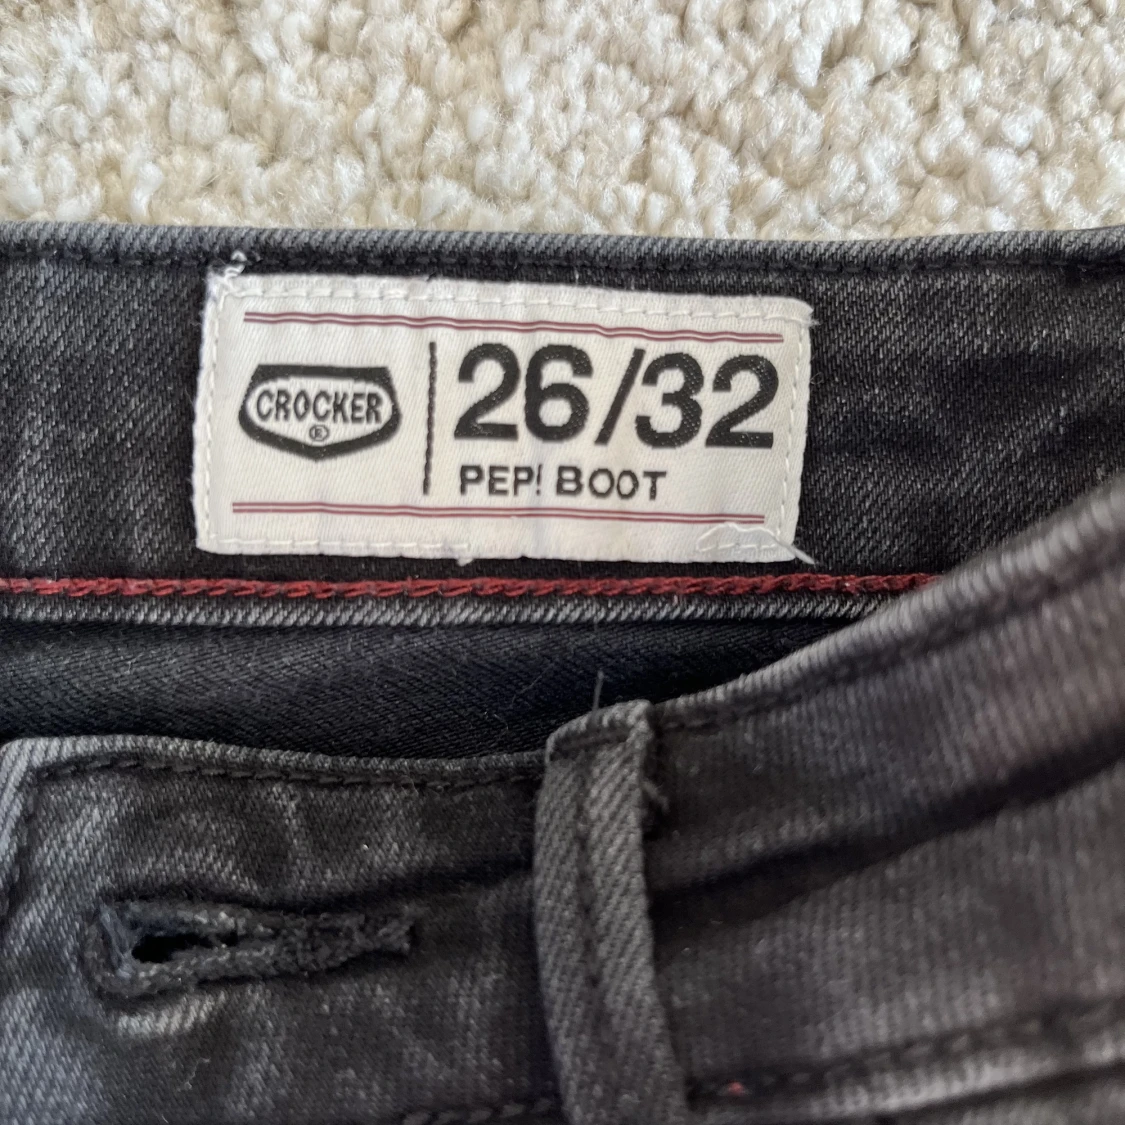 CROCKER
®
26/32
PEP! BOOT